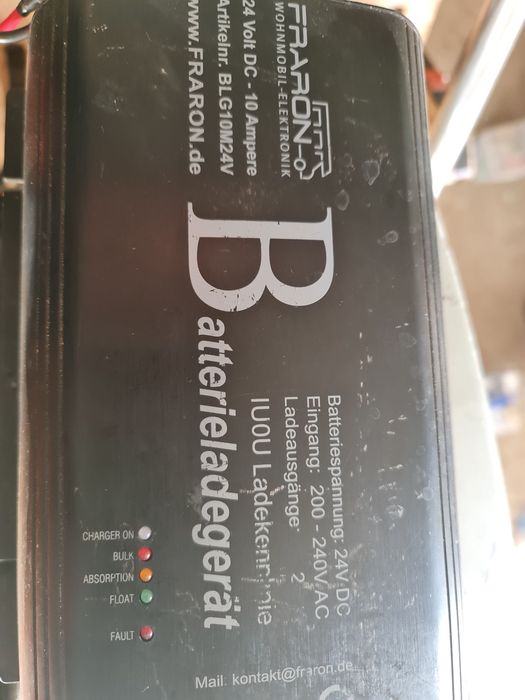 FRARON
WOHNMOBIL-ELEKTRONIK
24 Volt DC - 10 Ampere
Artikelnr. BLG10M24V
www.FRARON.de
Batterieladegerät
IU0U Ladekennlinie
Batteriespannung: 24V DC
Eingang: 200 - 240V AC
Ladeausgänge: 2
CHARGER ON
BULK
ABSORPTION
FLOAT
FAULT
Mail: kontakt@fraron.de